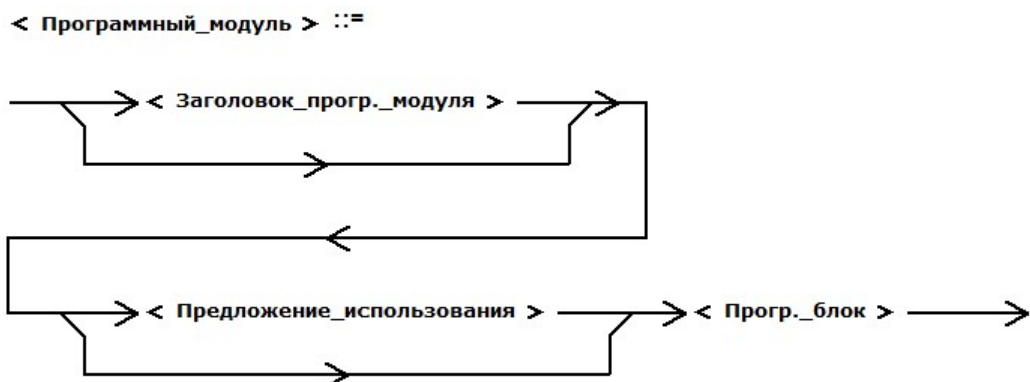 < Программный_модуль > ::=
< Заголовок_прогр._модуля >
< Предложение_использования > < Прогр._блок >